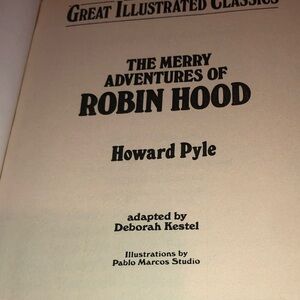 GREAT ILLUSTRATED CLASSICS
THE MERRY
ADVENTURES OF
ROBIN HOOD
Howard Pyle
adapted by
Deborah Kestel
Illustrations by
Pablo Marcos Studio